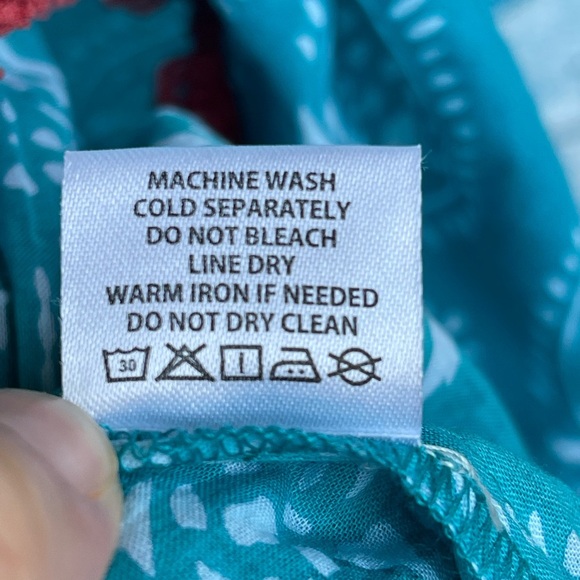 MACHINE WASH
COLD SEPARATELY
DO NOT BLEACH
LINE DRY
WARM IRON IF NEEDED
DO NOT DRY CLEAN
30